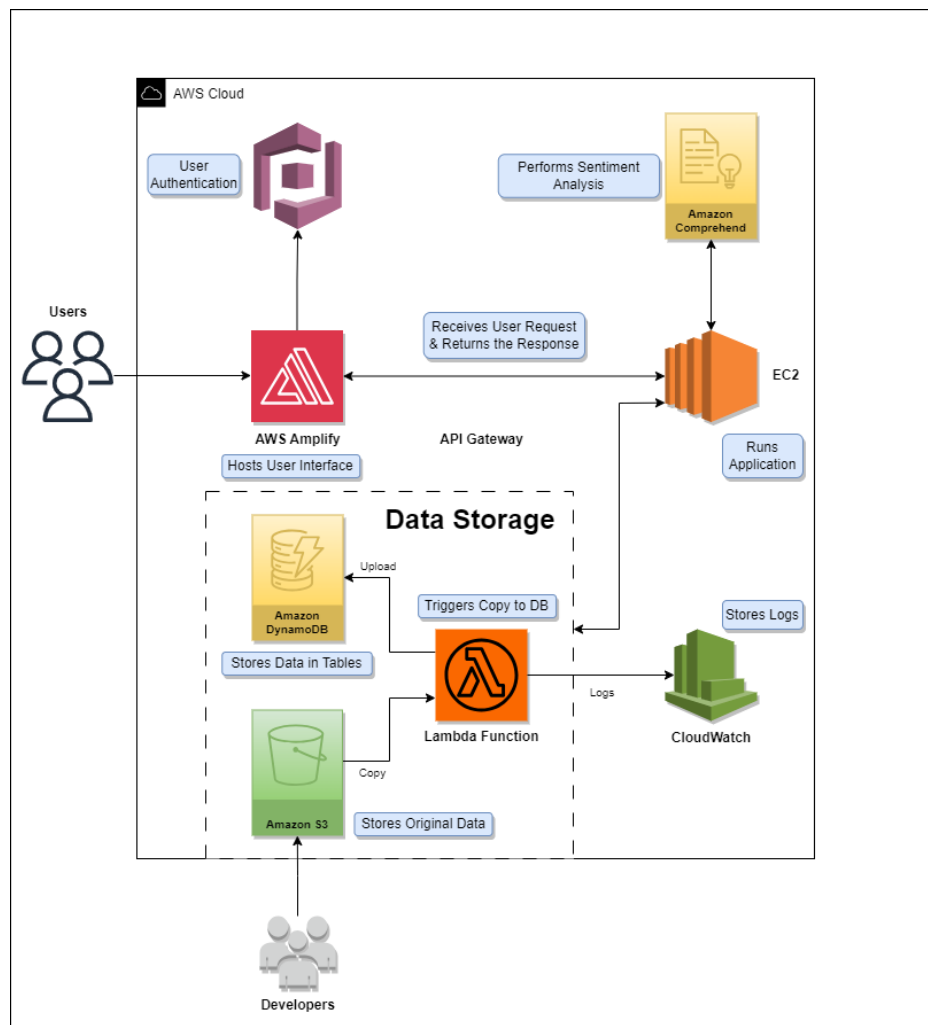 AWS Cloud
User
Authentication
Performs Sentiment
Analysis
Amazon
Comprehend
Users
Receives User Request
& Returns the Response
EC2
AWS Amplify
API Gateway
Hosts User Interface
Runs
Application
Data Storage
Upload
Amazon
DynamoDB
Triggers Copy to DB
Stores Logs
Stores Data in Tables
Logs
Lambda Function
CloudWatch
Copy
Amazon S3
Stores Original Data
Developers